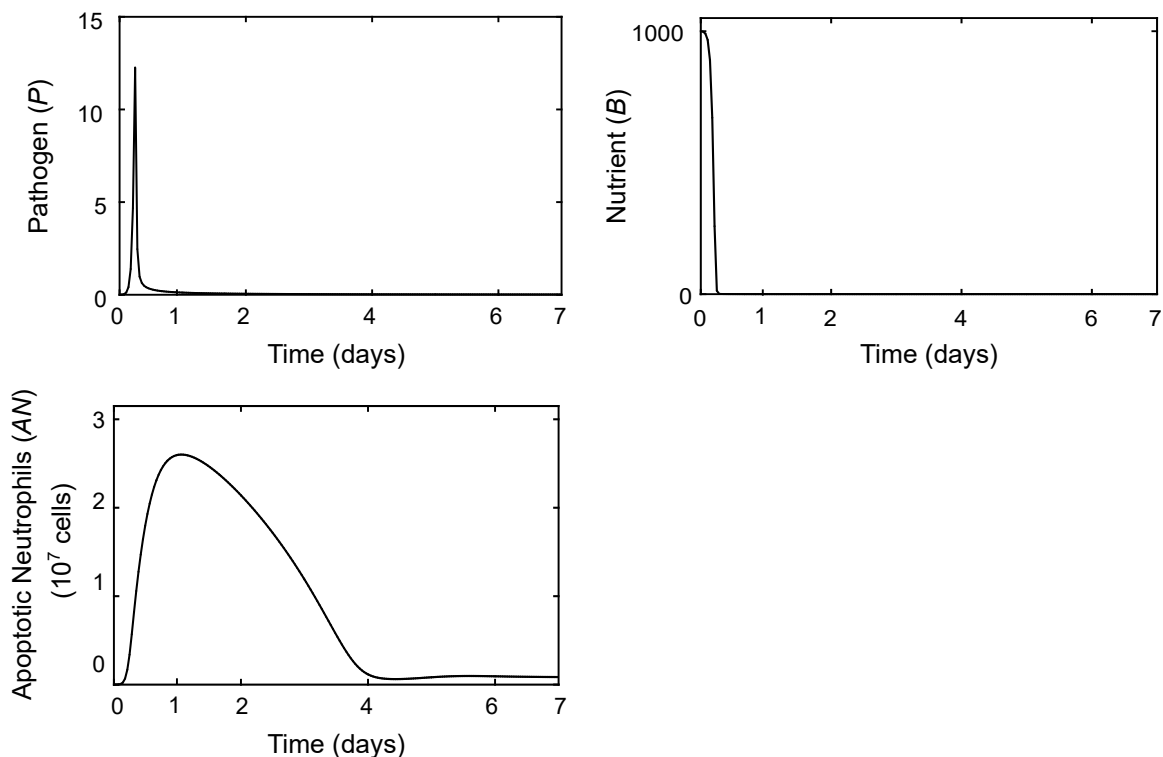 Pathogen (P)
15
10
5
0
0 1 2 4 6 7
Time (days)
Nutrient (B)
1000
0
0 1 2 4 6 7
Time (days)
Apoptotic Neutrophils (AN)
(10⁷ cells)
3
2
1
0
0 1 2 4 6 7
Time (days)